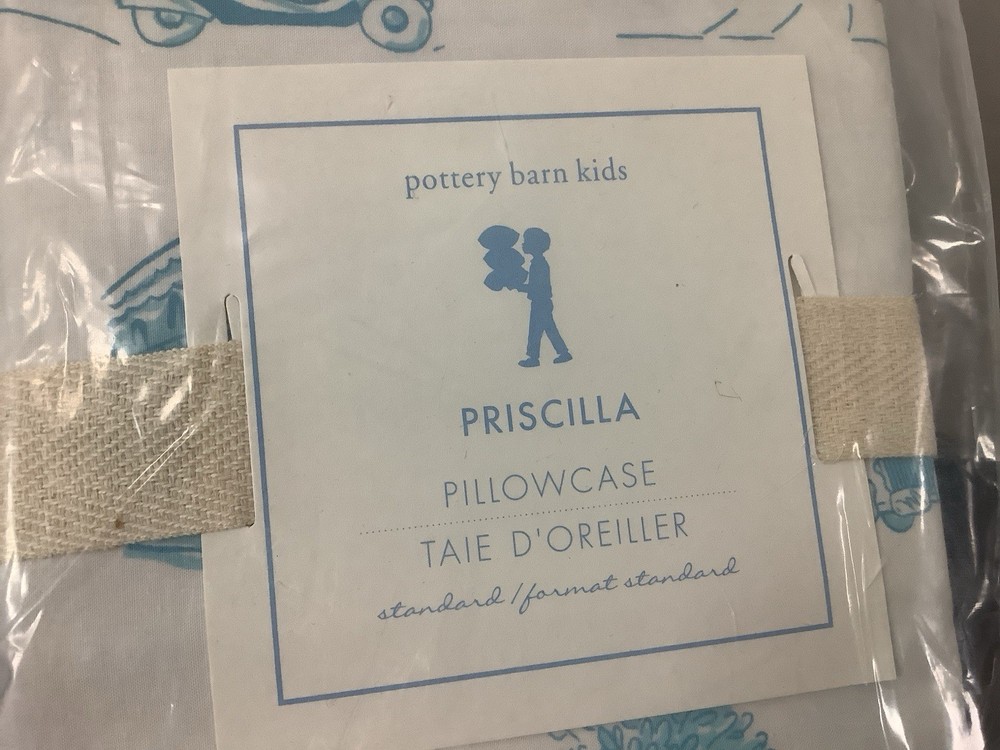 pottery barn kids
PRISCILLA
PILLOWCASE
TAIE D'OREILLER
standard / format standard